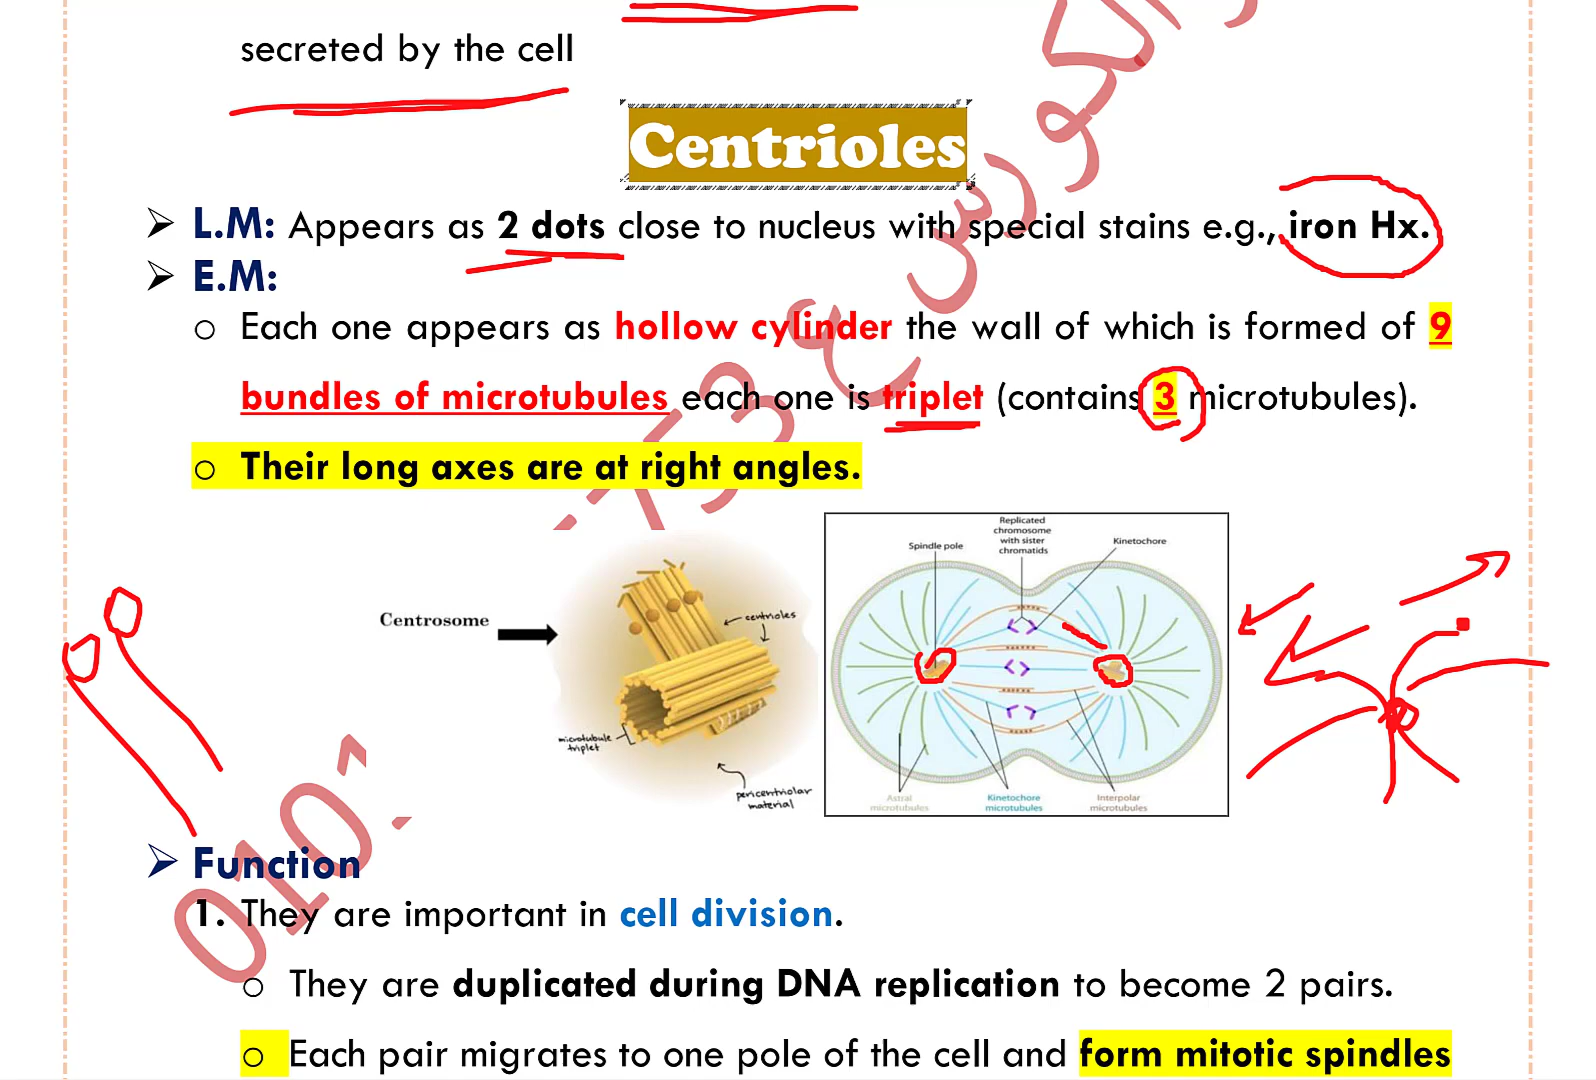 secreted by the cell
Centrioles
➢ L.M: Appears as 2 dots close to nucleus with special stains e.g., iron Hx.
➢ E.M:
o Each one appears as hollow cylinder the wall of which is formed of 9
bundles of microtubules each one is triplet (contains 3 microtubules).
o Their long axes are at right angles.
Centrosome
centrioles
microtubule
triplet
pericentriolar
material
Spindle pole
Replicated
chromosome
with sister
chromatids
Kinetochore
Astral
microtubules
Kinetochore
microtubules
Interpolar
microtubules
➢ Function
1. They are important in cell division.
o They are duplicated during DNA replication to become 2 pairs.
o Each pair migrates to one pole of the cell and form mitotic spindles